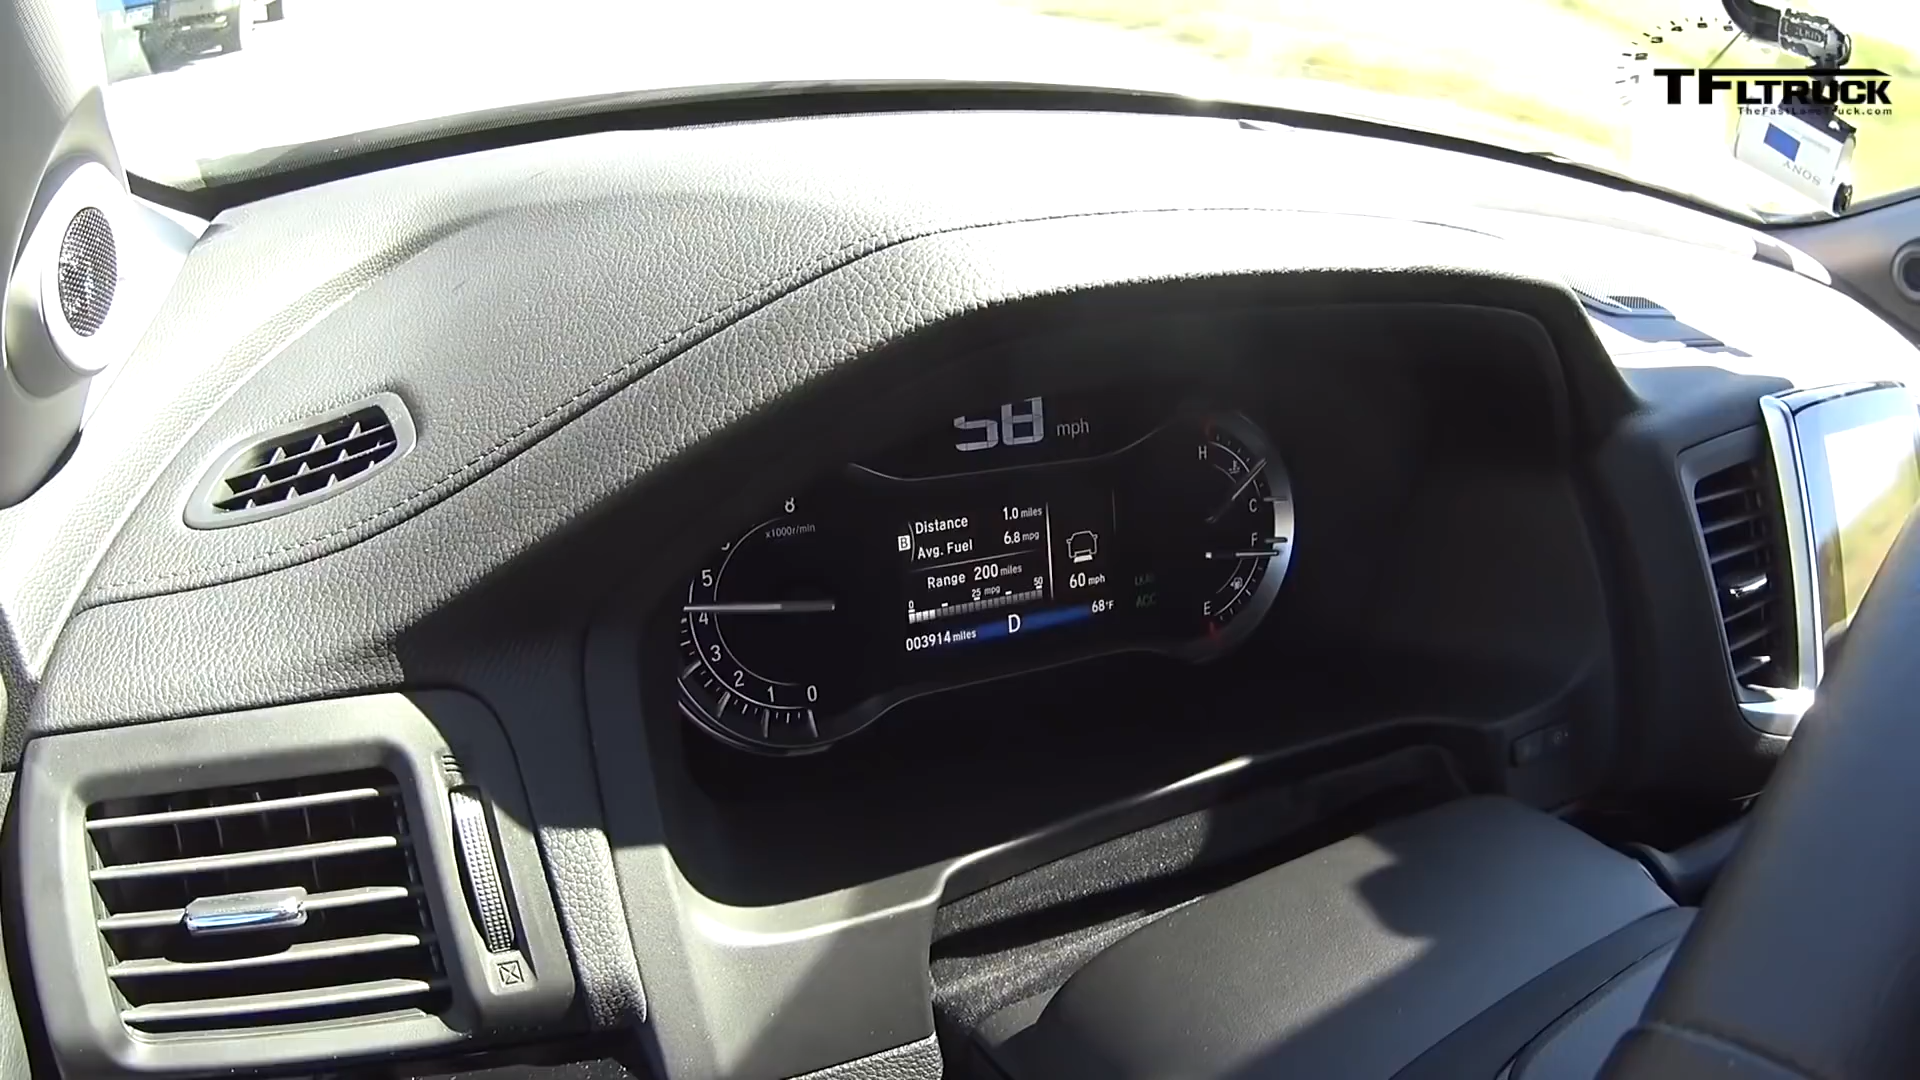 TFLTRUCK
TheFastLaneTruck.com
SONY
58 mph
8
x1000r/min
5
4
3
2
1
0
B
Distance 1.0 miles
Avg. Fuel 6.8 mpg
Range 200 miles
0 25 mpg 50
003914 miles
D
68°F
60 mph
LKAS
ACC
H
C
F
E